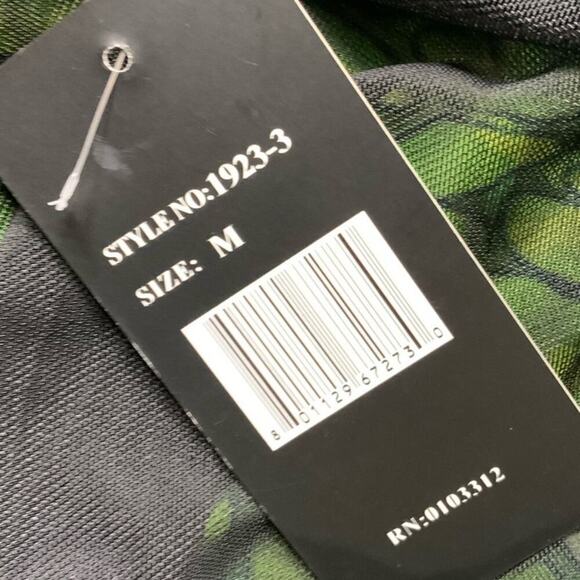 STYLE NO:1923-3
SIZE: M
8 01129 67273 0
RN:0103312